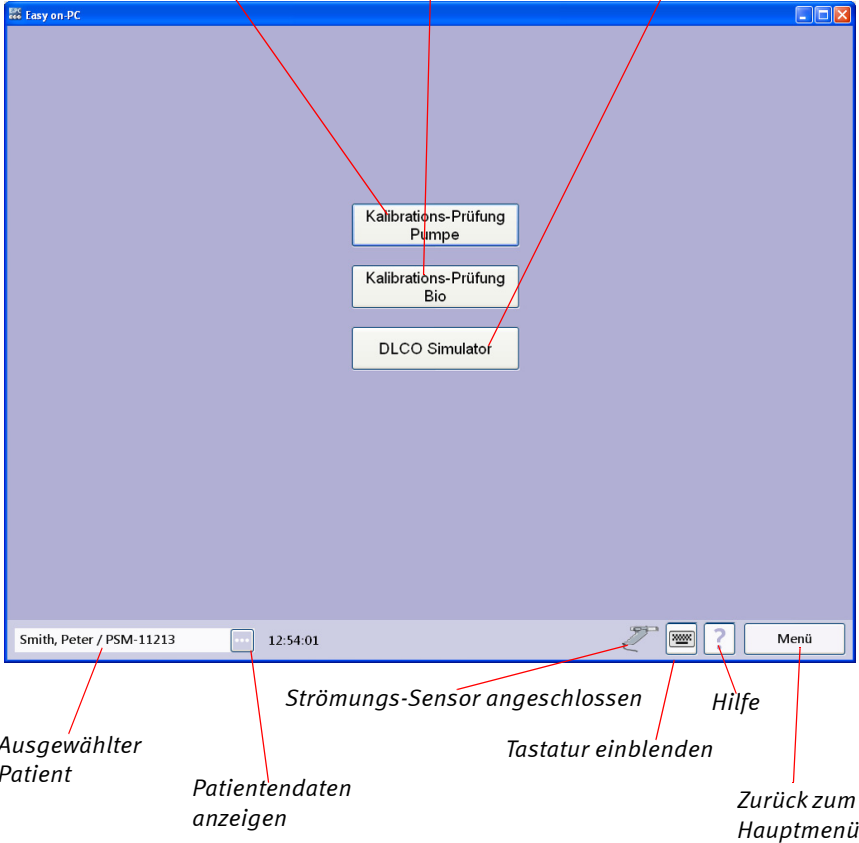 Easy on-PC
Kalibrations-Prüfung
Pumpe
Kalibrations-Prüfung
Bio
DLCO Simulator
Smith, Peter / PSM-11213
12:54:01
?
Menü
Strömungs-Sensor angeschlossen
Hilfe
Ausgewählter
Patient
Tastatur einblenden
Patientendaten
anzeigen
Zurück zum
Hauptmenü